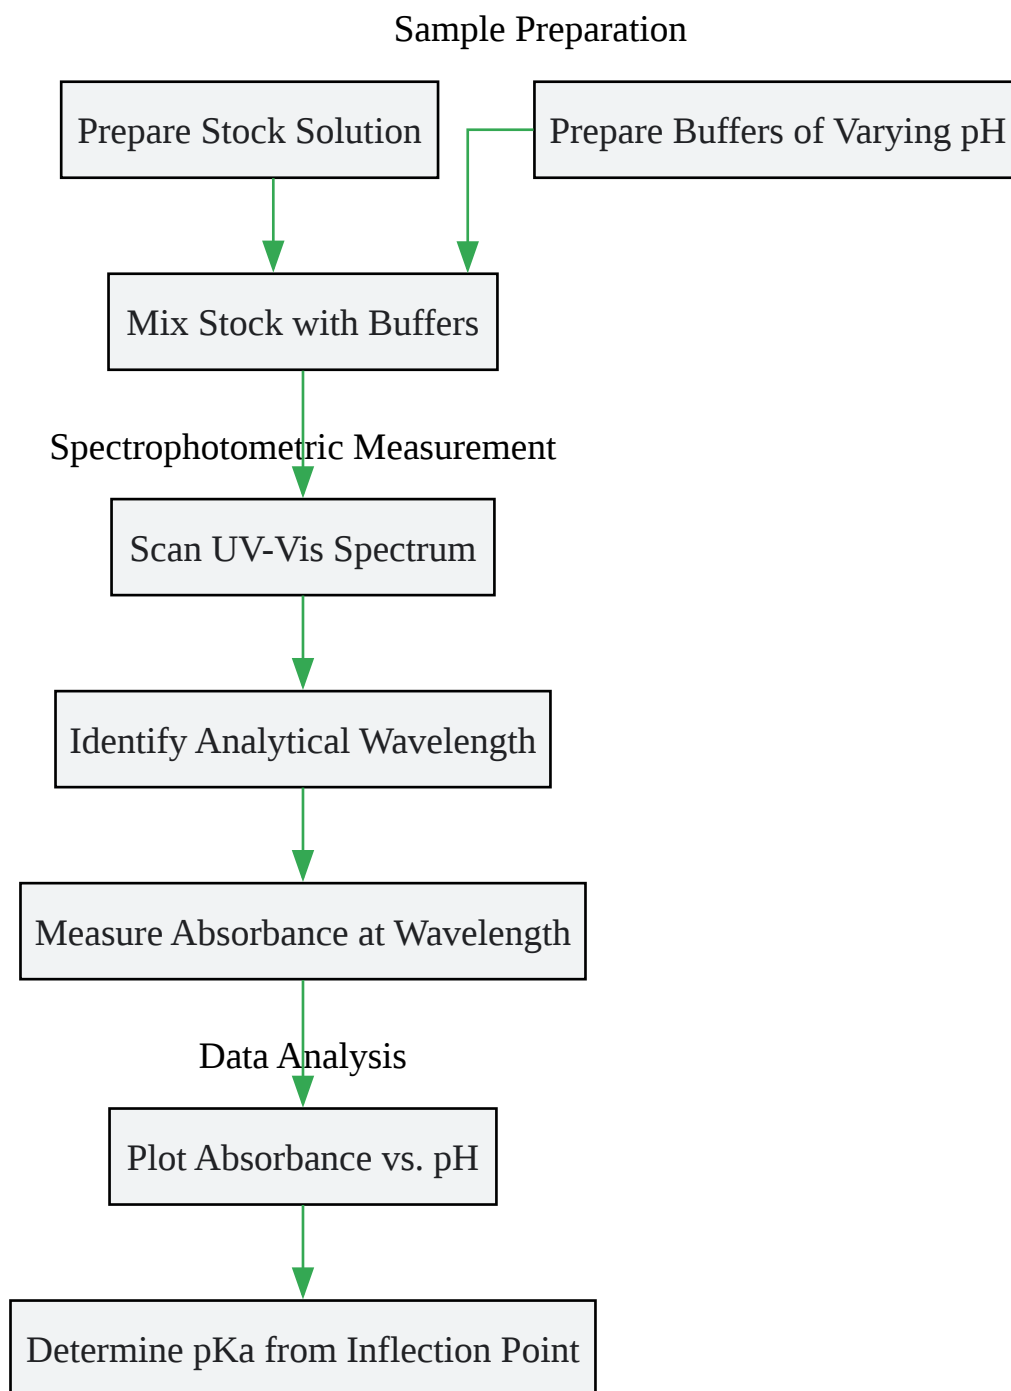 Sample Preparation
Prepare Stock Solution
Prepare Buffers of Varying pH
Mix Stock with Buffers
Spectrophotometric Measurement
Scan UV-Vis Spectrum
Identify Analytical Wavelength
Measure Absorbance at Wavelength
Data Analysis
Plot Absorbance vs. pH
Determine pKa from Inflection Point